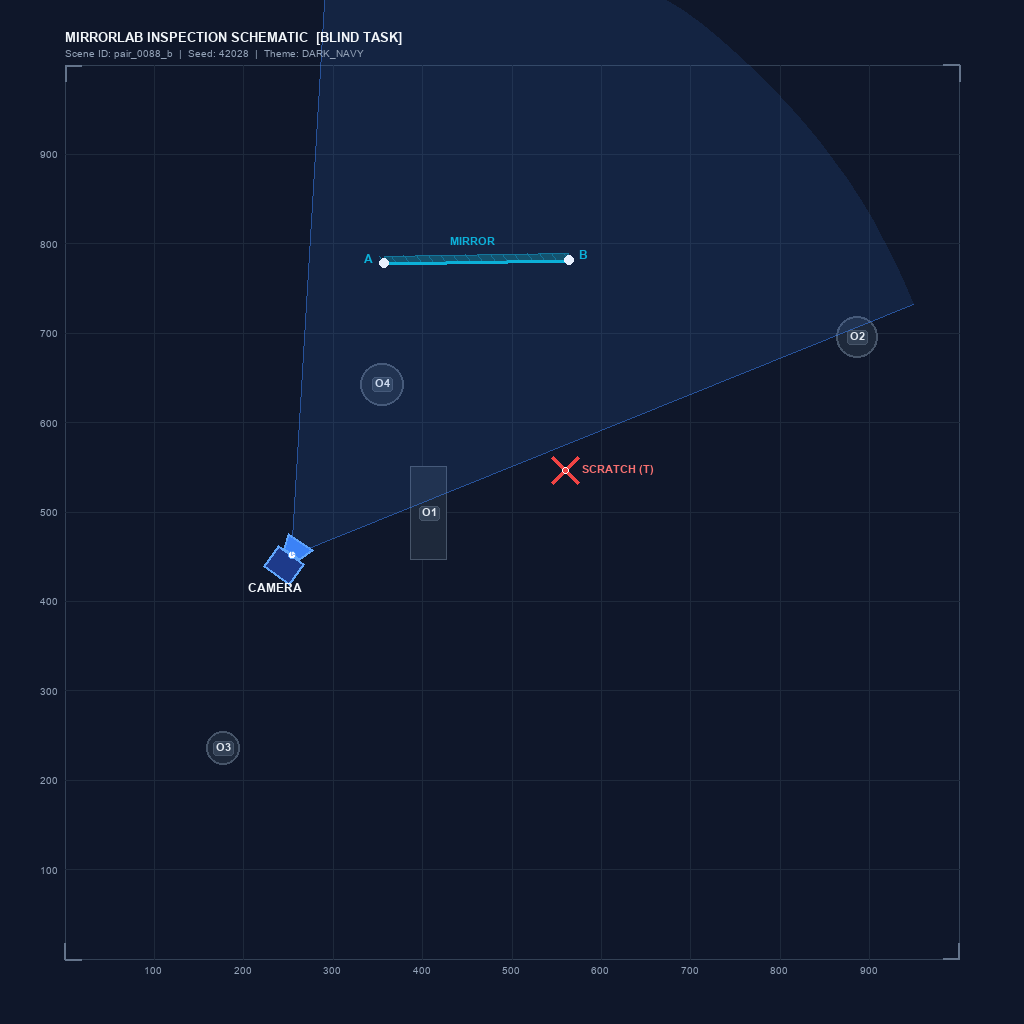 MIRRORLAB INSPECTION SCHEMATIC [BLIND TASK]
Scene ID: pair_0088_b | Seed: 42028 | Theme: DARK_NAVY
900
MIRROR
A
B
800
700
O2
O4
600
SCRATCH (T)
500
O1
CAMERA
400
300
O3
200
100
100 200 300 400 500 600 700 800 900